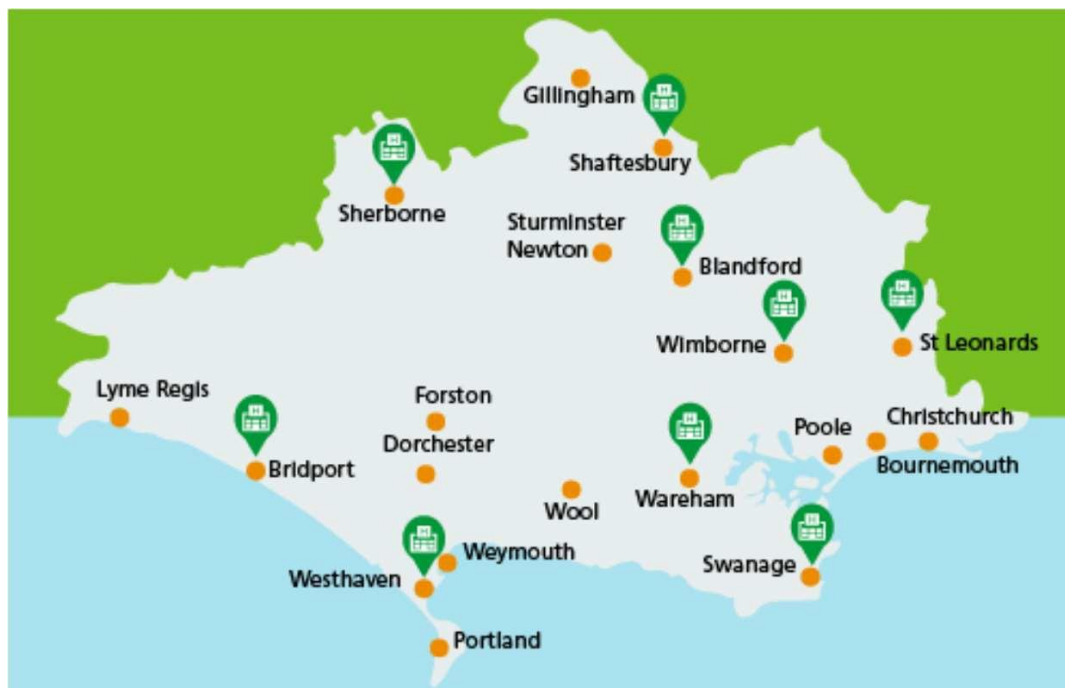 Gillingham
Shaftesbury
Sherborne
Sturminster
Newton
Blandford
Wimborne
St Leonards
Lyme Regis
Forston
Christchurch
Poole
Dorchester
Bournemouth
Bridport
Wareham
Wool
Weymouth
Swanage
Westhaven
Portland
H
H
H
H
H
H
H
H
H